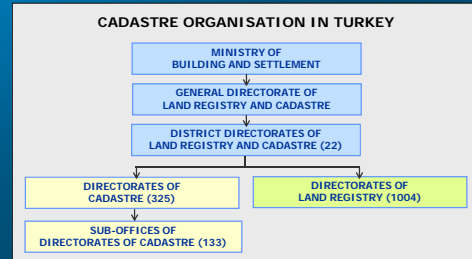 CADASTRE ORGANISATION IN TURKEY
MINISTRY OF
BUILDING AND SETTLEMENT
GENERAL DIRECTORATE OF
LAND REGISTRY AND CADASTRE
DISTRICT DIRECTORATES OF
LAND REGISTRY AND CADASTRE (22)
DIRECTORATES OF
CADASTRE (325)
DIRECTORATES OF
LAND REGISTRY (1004)
SUB-OFFICES OF
DIRECTORATES OF CADASTRE (133)